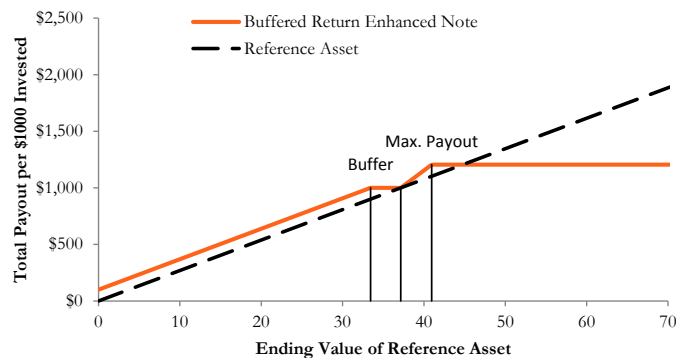 Buffered Return Enhanced Note
Reference Asset
Total Payout per $1000 Invested
$2,500
$2,000
$1,500
$1,000
$500
$0
Max. Payout
Buffer
0 10 20 30 40 50 60 70
Ending Value of Reference Asset